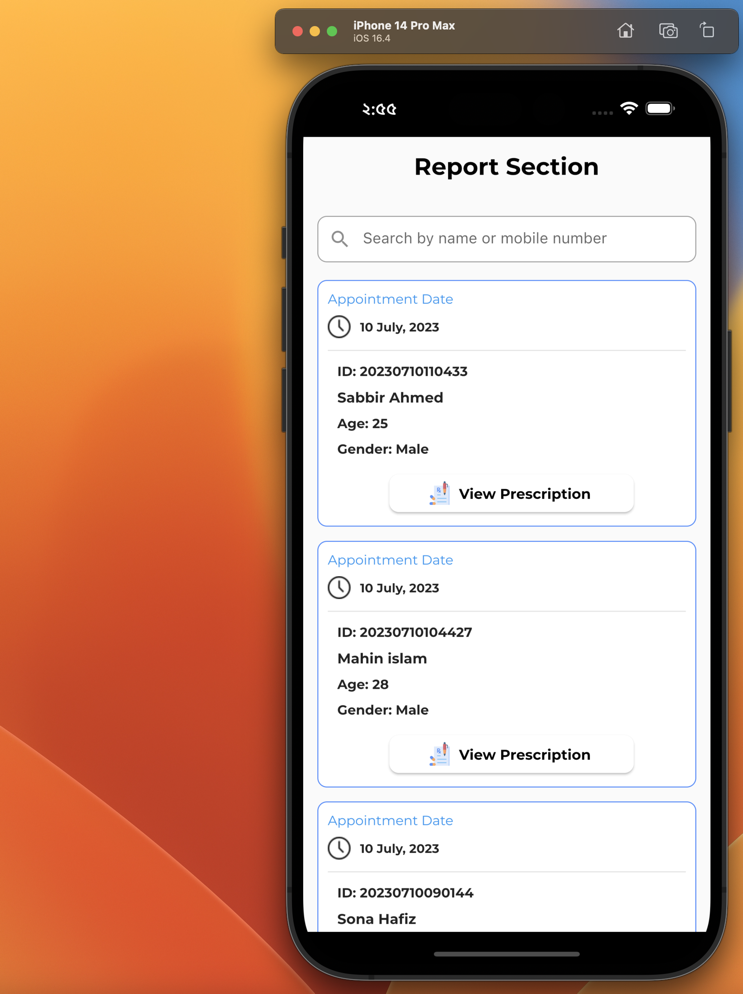 iPhone 14 Pro Max
iOS 16.4
২:৫৫
Report Section
Search by name or mobile number
Appointment Date
10 July, 2023
ID: 20230710110433
Sabbir Ahmed
Age: 25
Gender: Male
View Prescription
Appointment Date
10 July, 2023
ID: 20230710104427
Mahin islam
Age: 28
Gender: Male
View Prescription
Appointment Date
10 July, 2023
ID: 20230710090144
Sona Hafiz